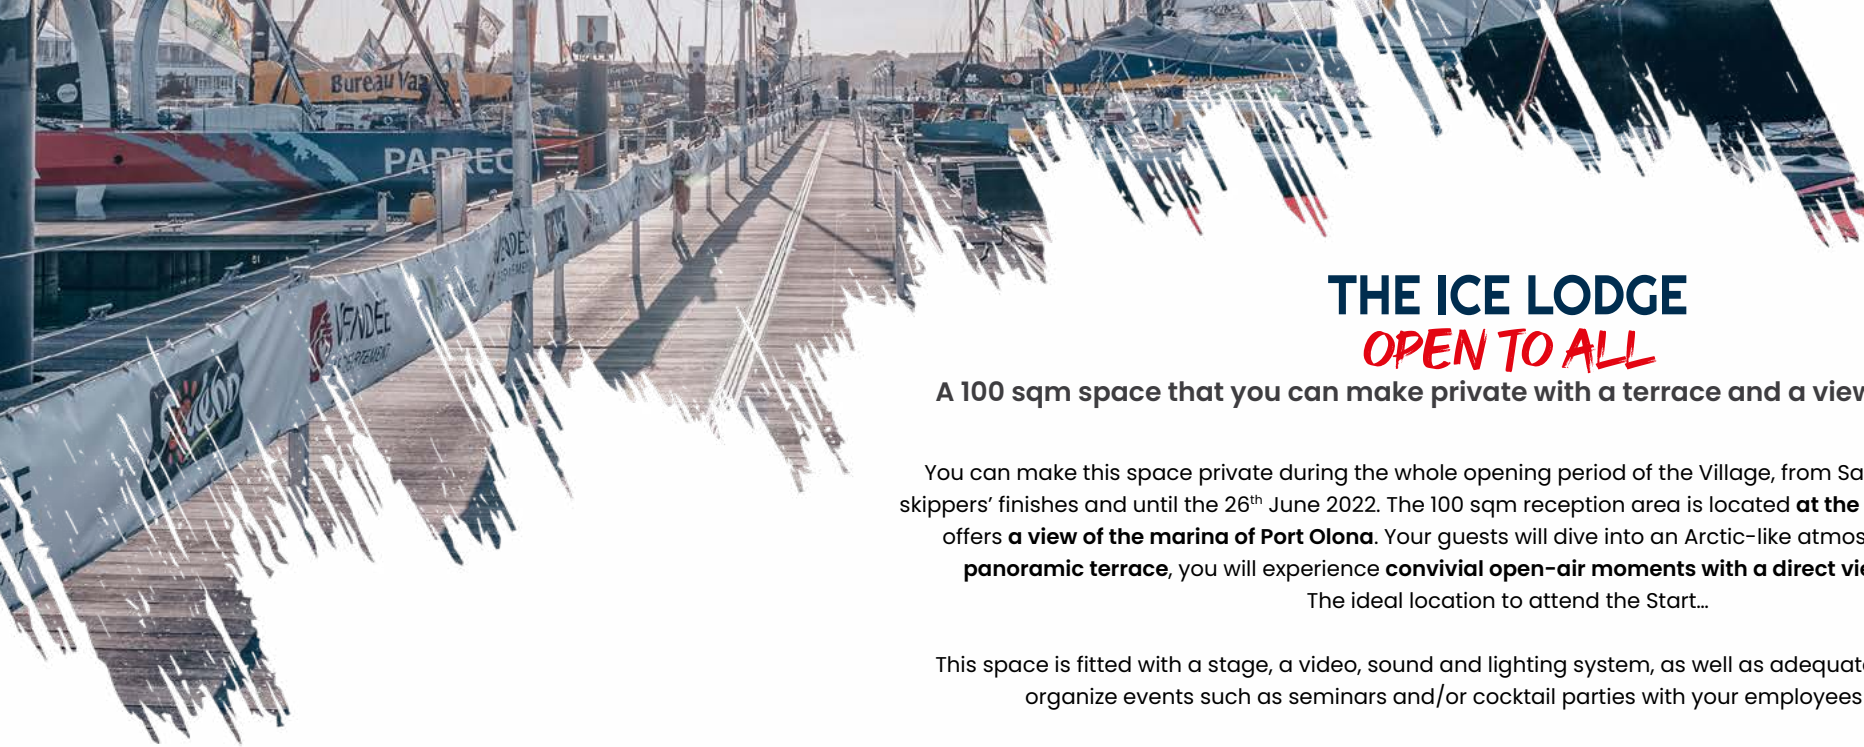 Bureau Va
PAPREC
VENDÉE
VENDÉE
THE ICE LODGE
OPEN TO ALL
A 100 sqm space that you can make private with a terrace and a view
You can make this space private during the whole opening period of the Village, from Sa
skippers’ finishes and until the 26th June 2022. The 100 sqm reception area is located at the
offers a view of the marina of Port Olona. Your guests will dive into an Arctic-like atmos
panoramic terrace, you will experience convivial open-air moments with a direct vie
The ideal location to attend the Start...
This space is fitted with a stage, a video, sound and lighting system, as well as adequate
organize events such as seminars and/or cocktail parties with your employees